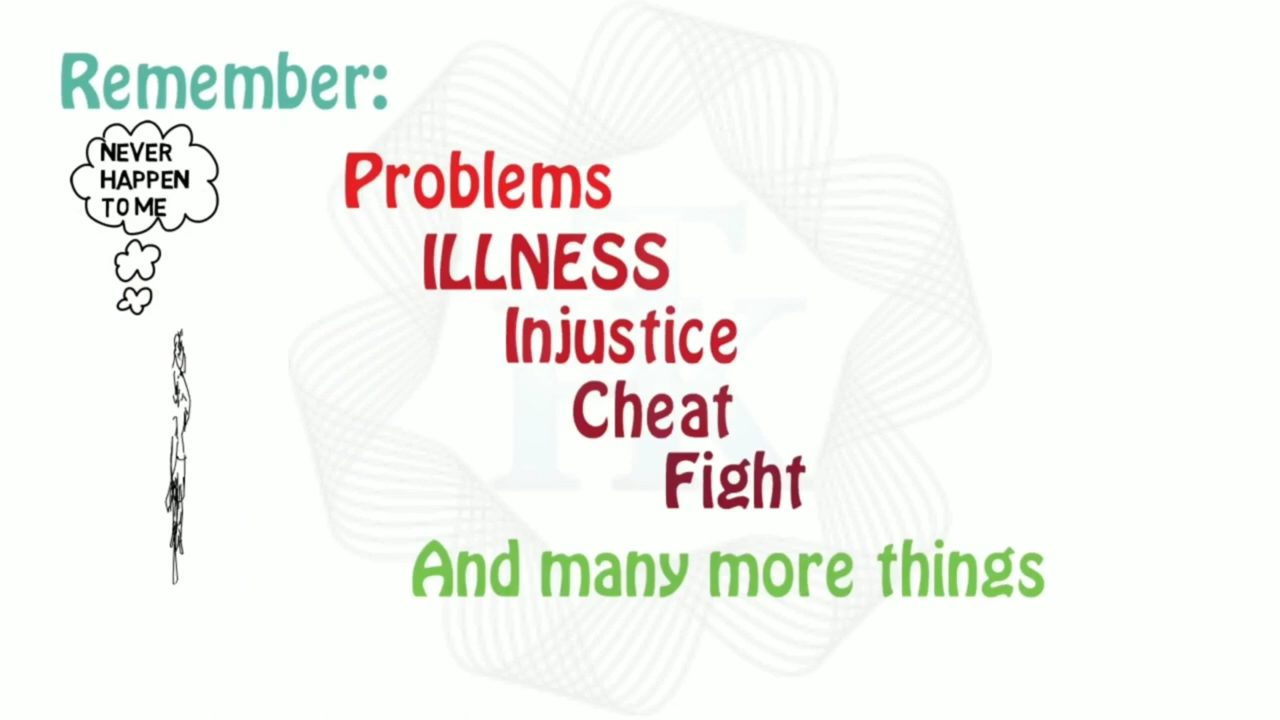 Remember:
NEVER
HAPPEN
TO ME
Problems
ILLNESS
Injustice
Cheat
Fight
And many more things